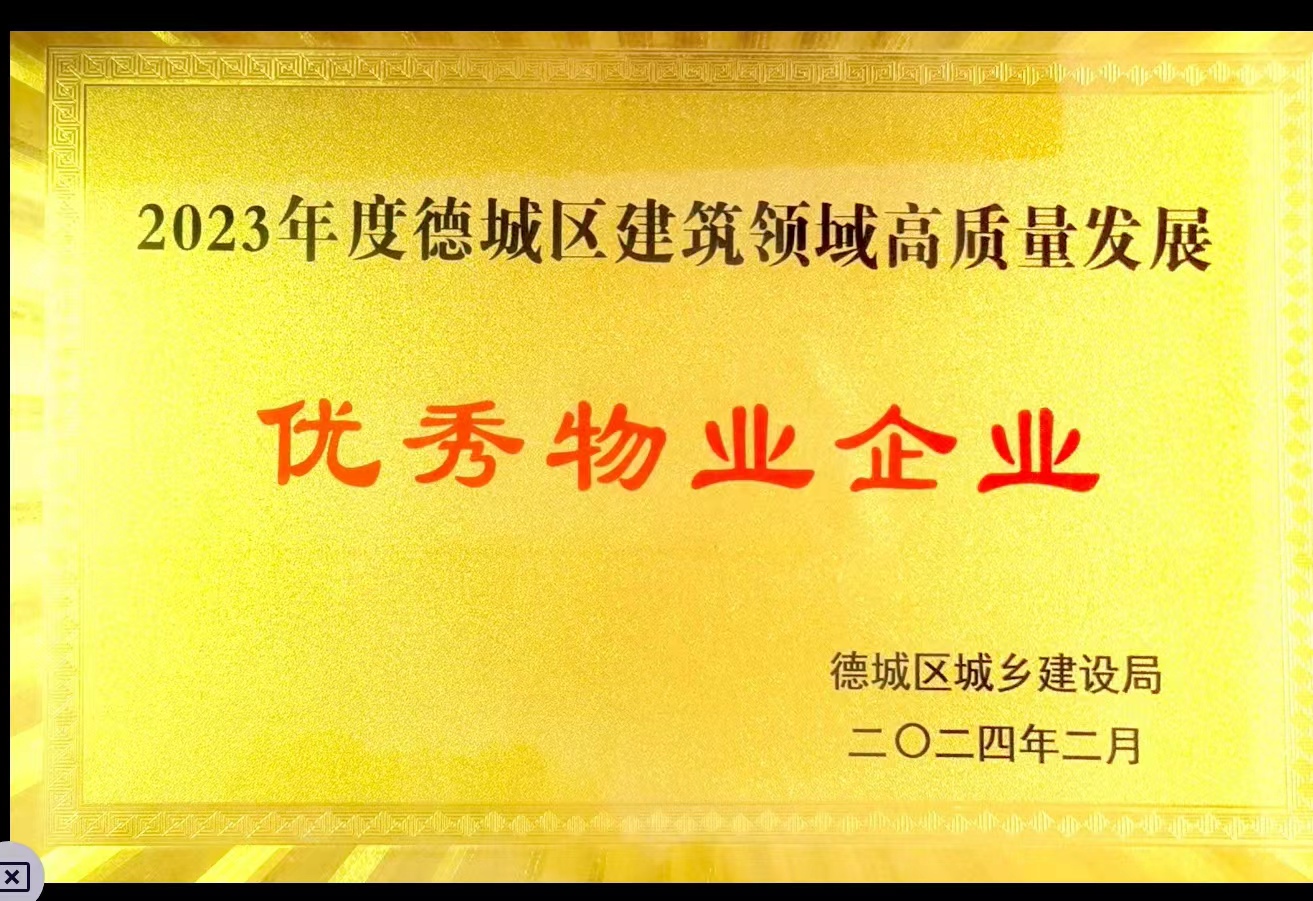 2023年度德城区建筑领域高质量发展
优秀物业企业
德城区城乡建设局
二〇二四年二月